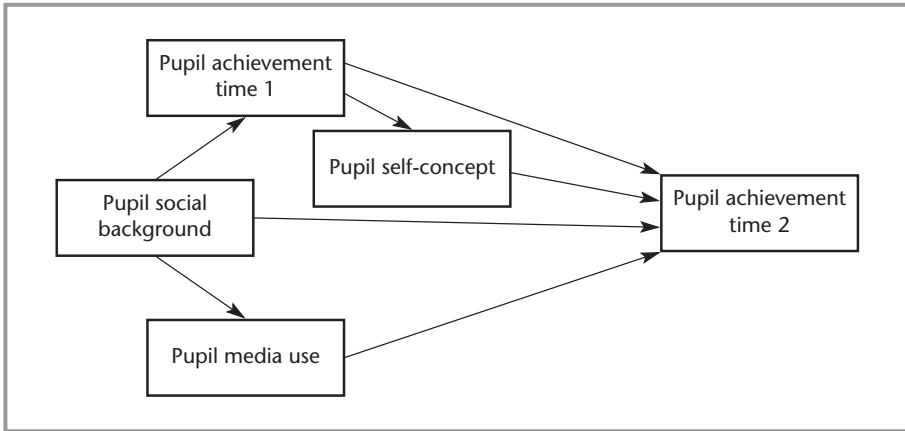 Pupil achievement
time 1
Pupil self-concept
Pupil social
background
Pupil achievement
time 2
Pupil media use